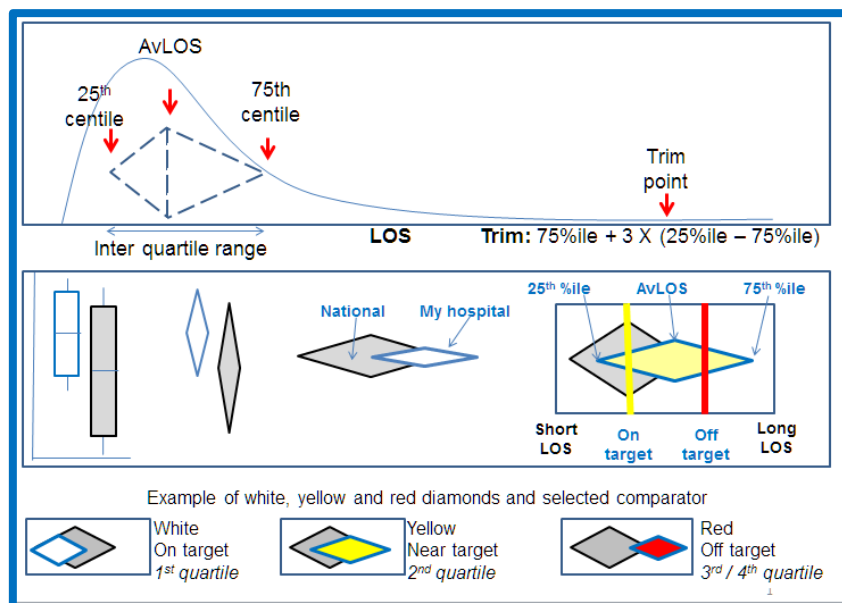 AvLOS
25th
centile
75th
centile
Trim
point
Inter quartile range
LOS
Trim: 75%ile + 3 X (25%ile – 75%ile)
25th %ile
AvLOS
75th %ile
National
My hospital
Short
LOS
On
target
Off
target
Long
LOS
Example of white, yellow and red diamonds and selected comparator
White
On target
1st quartile
Yellow
Near target
2nd quartile
Red
Off target
3rd / 4th quartile
1